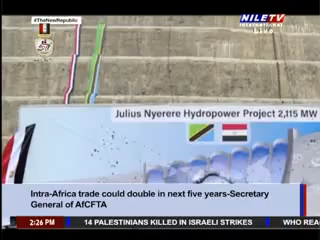 #TheNewRepublic
NILE TV
International
Live
Julius Nyerere Hydropower Project 2,115 MW
Intra-Africa trade could double in next five years-Secretary
General of AfCFTA
2:26 PM
14 PALESTINIANS KILLED IN ISRAELI STRIKES
WHO REA